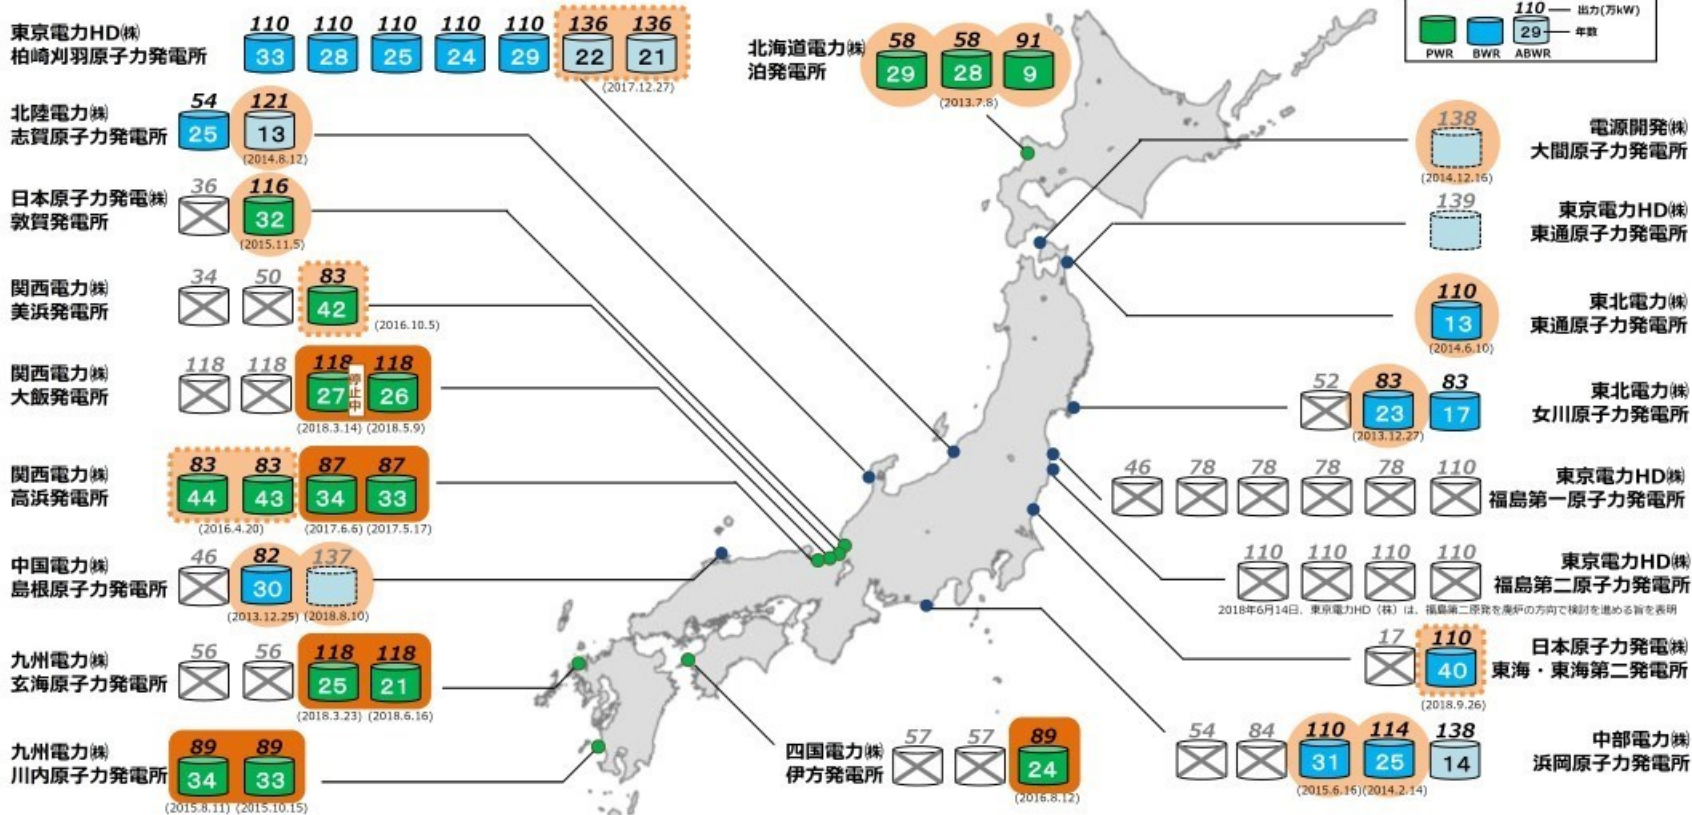 東京電力HD㈱
柏崎刈羽原子力発電所
110 110 110 110 110 136 136
33 28 25 24 29 22 21
(2017.12.27)
北陸電力㈱
志賀原子力発電所
54 121
25 13
(2014.8.12)
日本原子力発電㈱
敦賀発電所
36 116
32
(2015.11.5)
関西電力㈱
美浜発電所
34 50 83
42
(2016.10.5)
関西電力㈱
大飯発電所
118 118 118 118
27 停止中 26
(2018.3.14) (2018.5.9)
関西電力㈱
高浜発電所
83 83 87 87
44 43 34 33
(2016.4.20) (2017.6.6) (2017.5.17)
中国電力㈱
島根原子力発電所
46 82 137
30
(2013.12.25) (2018.8.10)
九州電力㈱
玄海原子力発電所
56 56 118 118
25 21
(2018.3.23) (2018.6.16)
九州電力㈱
川内原子力発電所
89 89
34 33
(2015.8.11) (2015.10.15)
北海道電力㈱
泊発電所
58 58 91
29 28 9
(2013.7.8)
110 出力(万kW)
29 年数
PWR BWR ABWR
138
電源開発㈱
大間原子力発電所
(2014.12.16)
139
東京電力HD㈱
東通原子力発電所
110
13
東北電力㈱
東通原子力発電所
(2014.6.10)
52 83 83
23 17
東北電力㈱
女川原子力発電所
(2013.12.27)
46 78 78 78 78 110
東京電力HD㈱
福島第一原子力発電所
110 110 110 110
東京電力HD㈱
福島第二原子力発電所
2018年6月14日、東京電力HD（株）は、福島第二原発を廃炉の方向で検討を進める旨を表明
17 110
40
日本原子力発電㈱
東海・東海第二発電所
(2018.9.26)
54 84 110 114 138
31 25 14
中部電力㈱
浜岡原子力発電所
(2015.6.16) (2014.2.14)
四国電力㈱
伊方発電所
57 57 89
24
(2016.8.12)